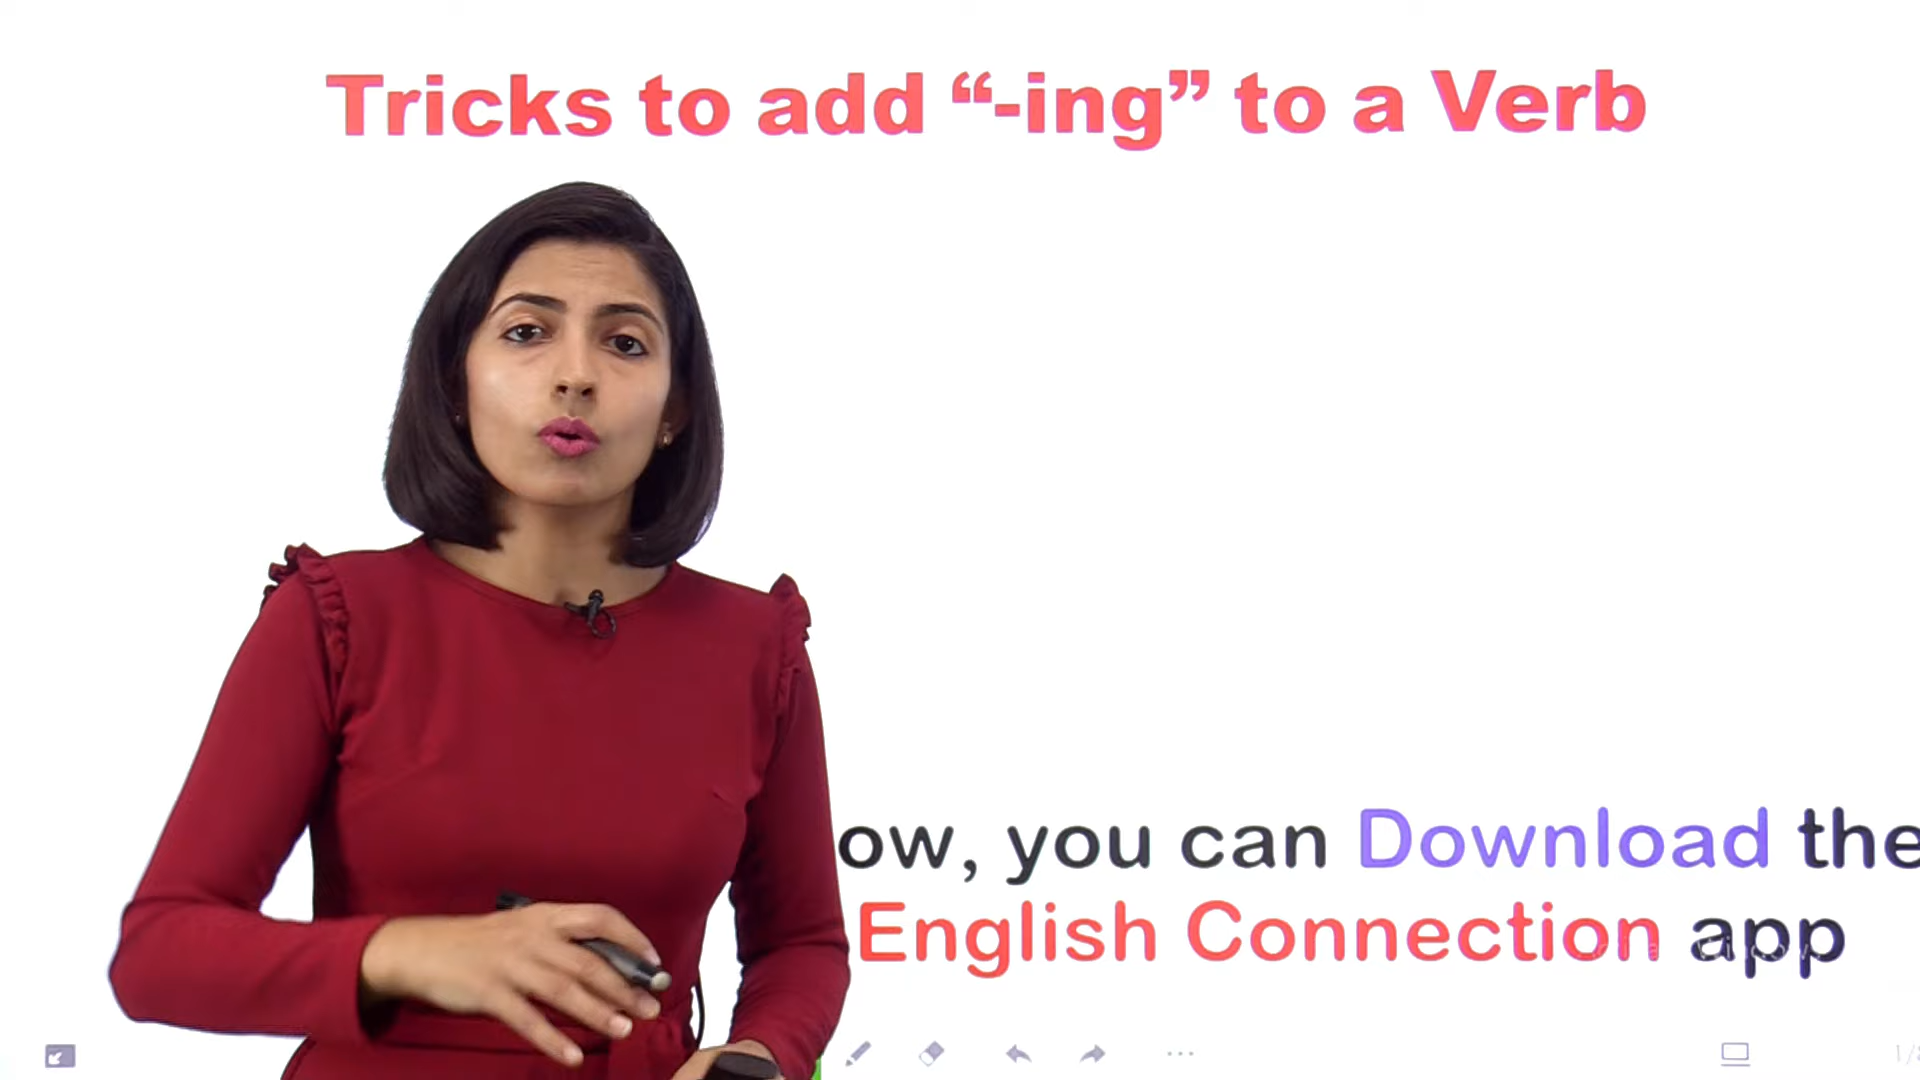 Tricks to add “-ing” to a Verb
ow, you can Download the
English Connection app